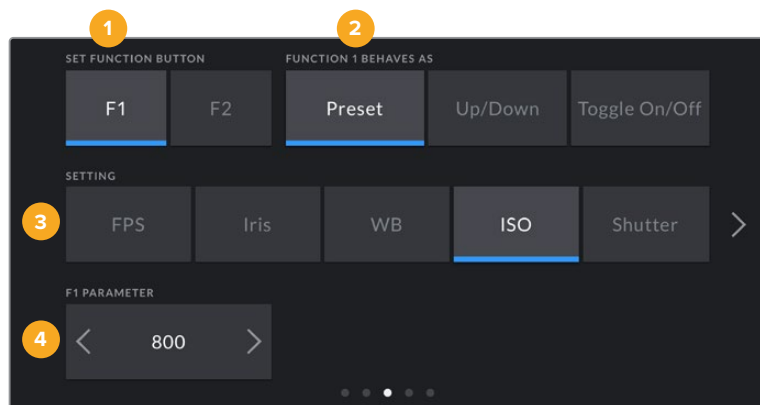 1 2
SET FUNCTION BUTTON FUNCTION 1 BEHAVES AS
F1 F2 Preset Up/Down Toggle On/Off
SETTING
3 FPS Iris WB ISO Shutter
F1 PARAMETER
4 800